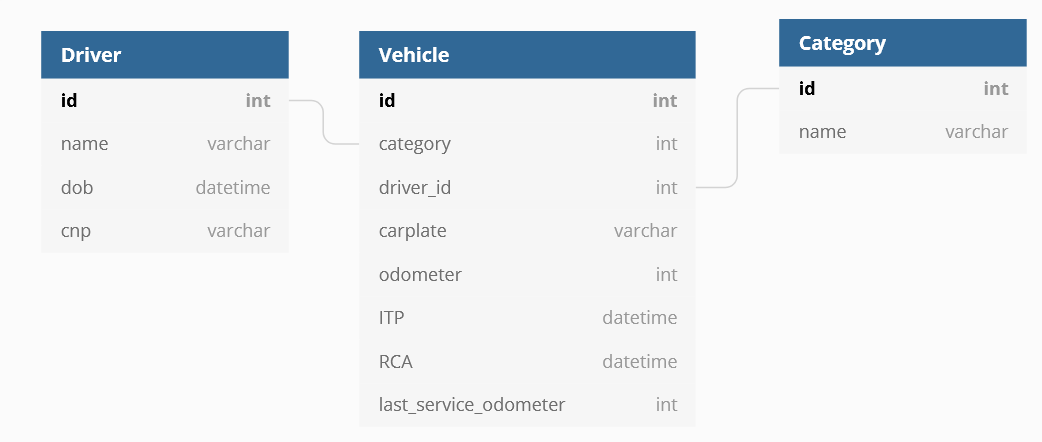 Driver
id int
name varchar
dob datetime
cnp varchar
Vehicle
id int
category int
driver_id int
carplate varchar
odometer int
ITP datetime
RCA datetime
last_service_odometer int
Category
id int
name varchar